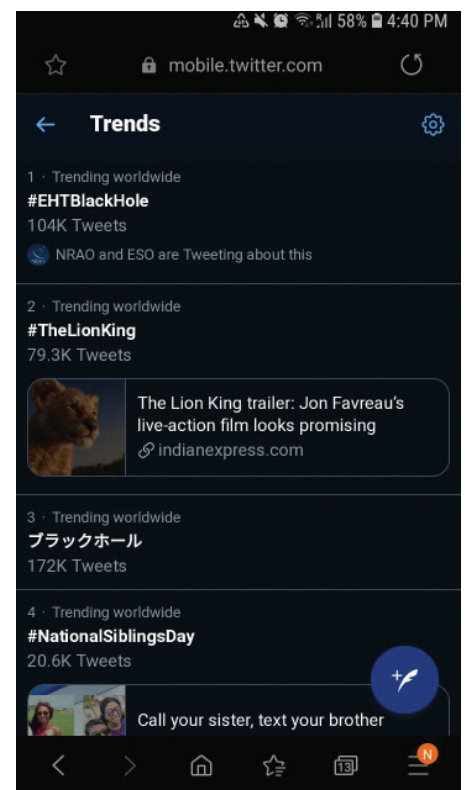 58% 4:40 PM
mobile.twitter.com
Trends
1 · Trending worldwide
#EHTBlackHole
104K Tweets
NRAO and ESO are Tweeting about this
2 · Trending worldwide
#TheLionKing
79.3K Tweets
The Lion King trailer: Jon Favreau's
live-action film looks promising
indianexpress.com
3 · Trending worldwide
ブラックホール
172K Tweets
4 · Trending worldwide
#NationalSiblingsDay
20.6K Tweets
Call your sister, text your brother
13
N